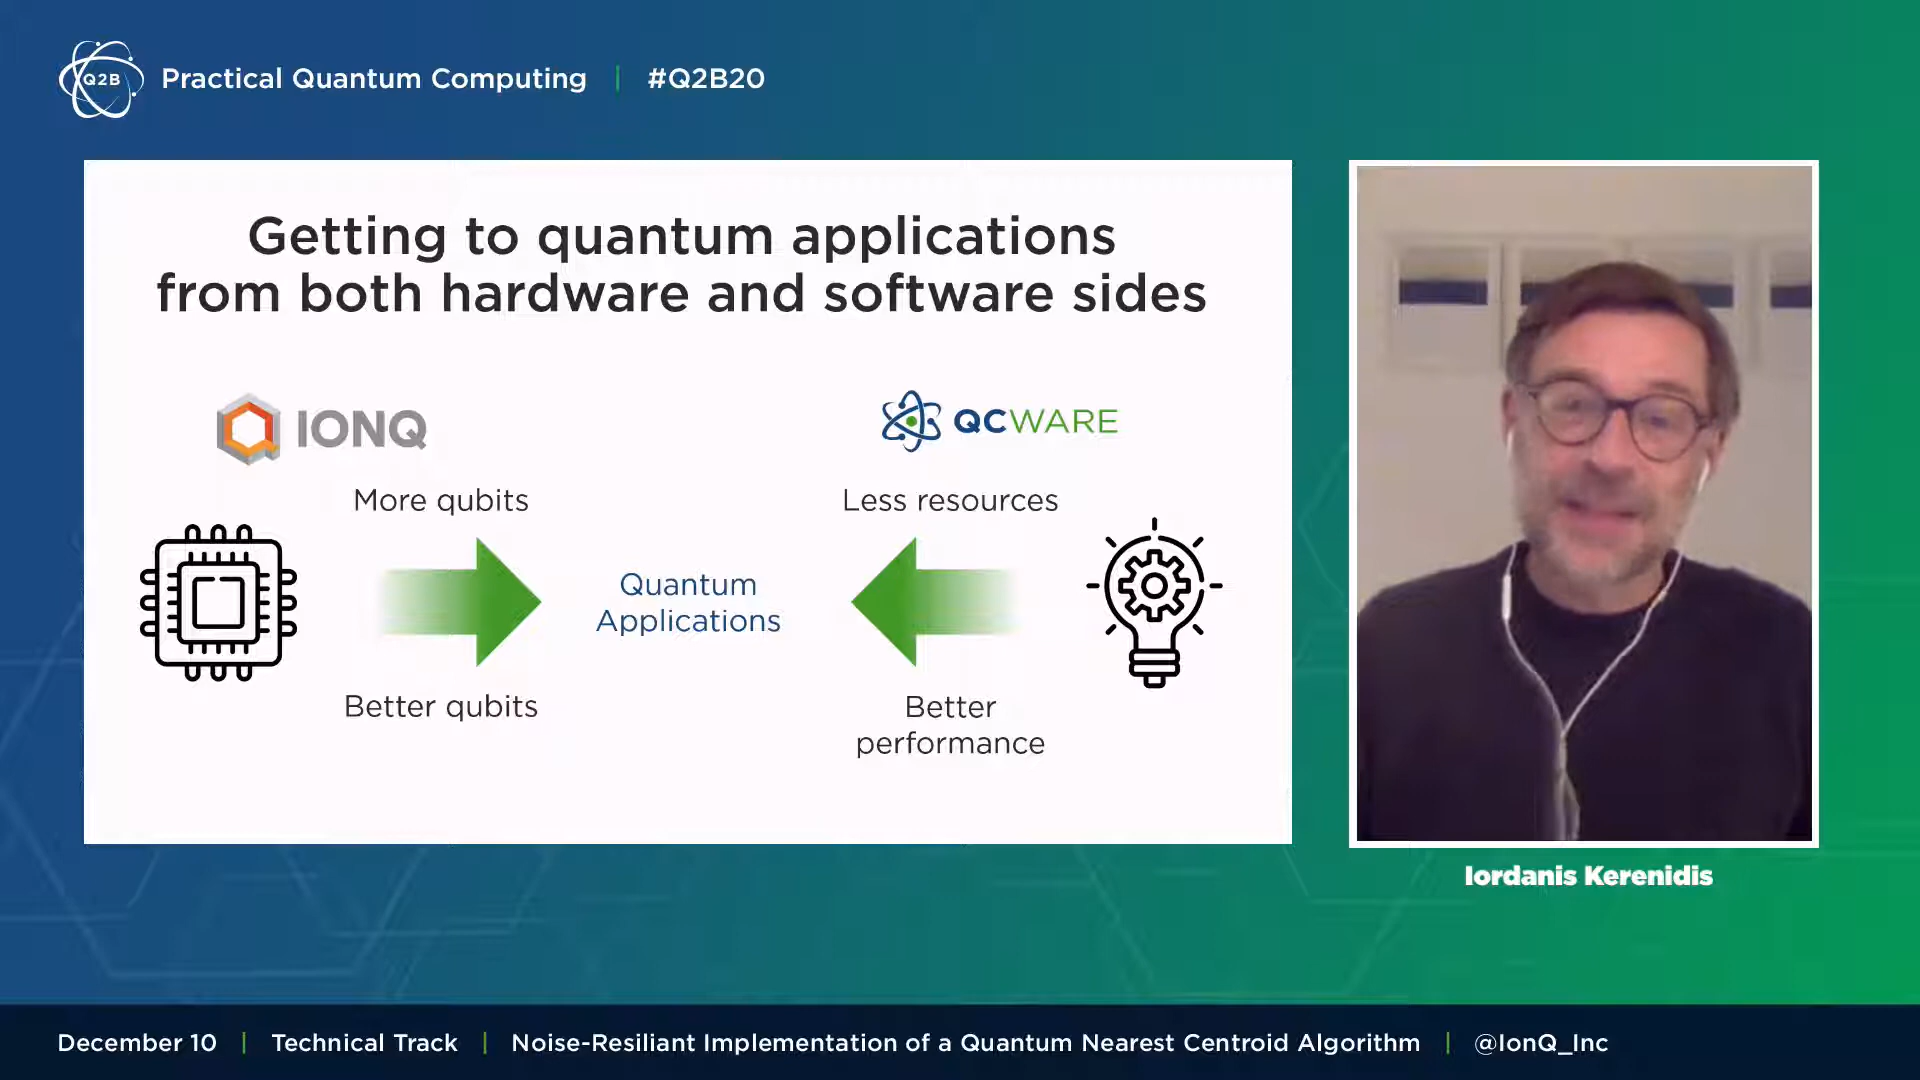 Q2B
Practical Quantum Computing | #Q2B20
Getting to quantum applications
from both hardware and software sides
IONQ
QCWARE
More qubits
Less resources
Quantum
Applications
Better qubits
Better
performance
Iordanis Kerenidis
December 10 | Technical Track | Noise-Resiliant Implementation of a Quantum Nearest Centroid Algorithm | @IonQ_Inc